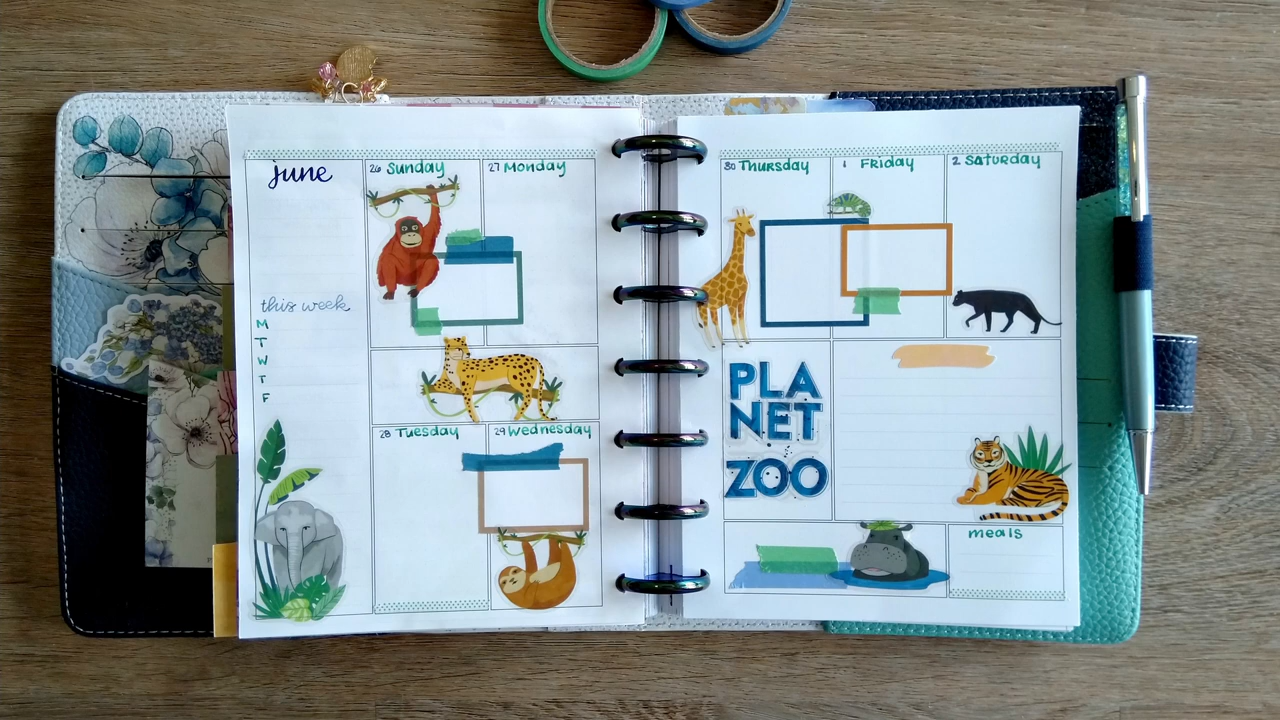 june
26 Sunday
27 Monday
this week
M
T
W
T
F
28 Tuesday
29 Wednesday
30 Thursday
1 Friday
2 Saturday
PLA
NET
ZOO
meals